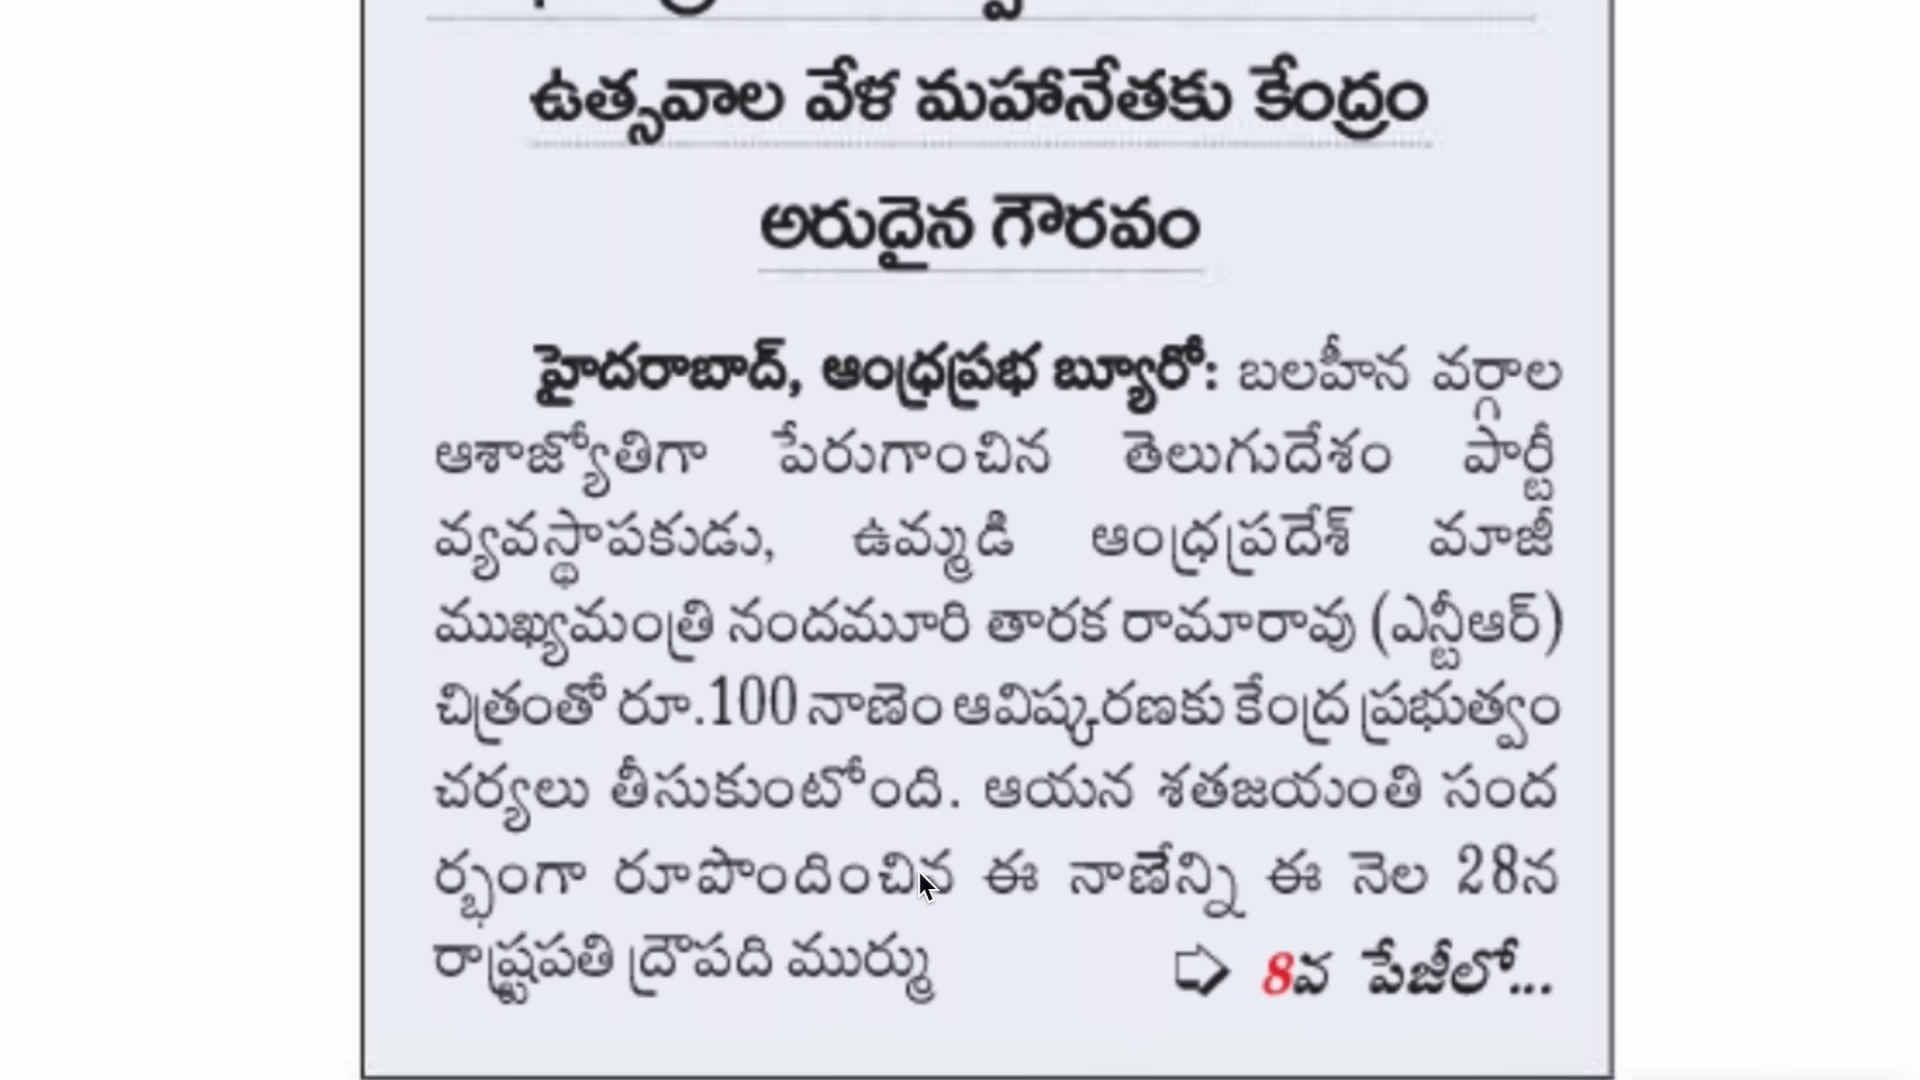 ఉత్సవాల వేళ మహానేతకు కేంద్రం
అరుదైన గౌరవం
హైదరాబాద్, ఆంధ్రప్రభ బ్యూరో: బలహీన వర్గాల
ఆశాజ్యోతిగా పేరుగాంచిన తెలుగుదేశం పార్టీ
వ్యవస్థాపకుడు, ఉమ్మడి ఆంధ్రప్రదేశ్ మాజీ
ముఖ్యమంత్రి నందమూరి తారక రామారావు (ఎన్టీఆర్)
చిత్రంతో రూ.100 నాణెం ఆవిష్కరణకు కేంద్ర ప్రభుత్వం
చర్యలు తీసుకుంటోంది. ఆయన శతజయంతి సంద
ర్భంగా రూపొందించిన ఈ నాణేన్ని ఈ నెల 28న
రాష్ట్రపతి ద్రౌపది ముర్ము
8వ పేజీలో...